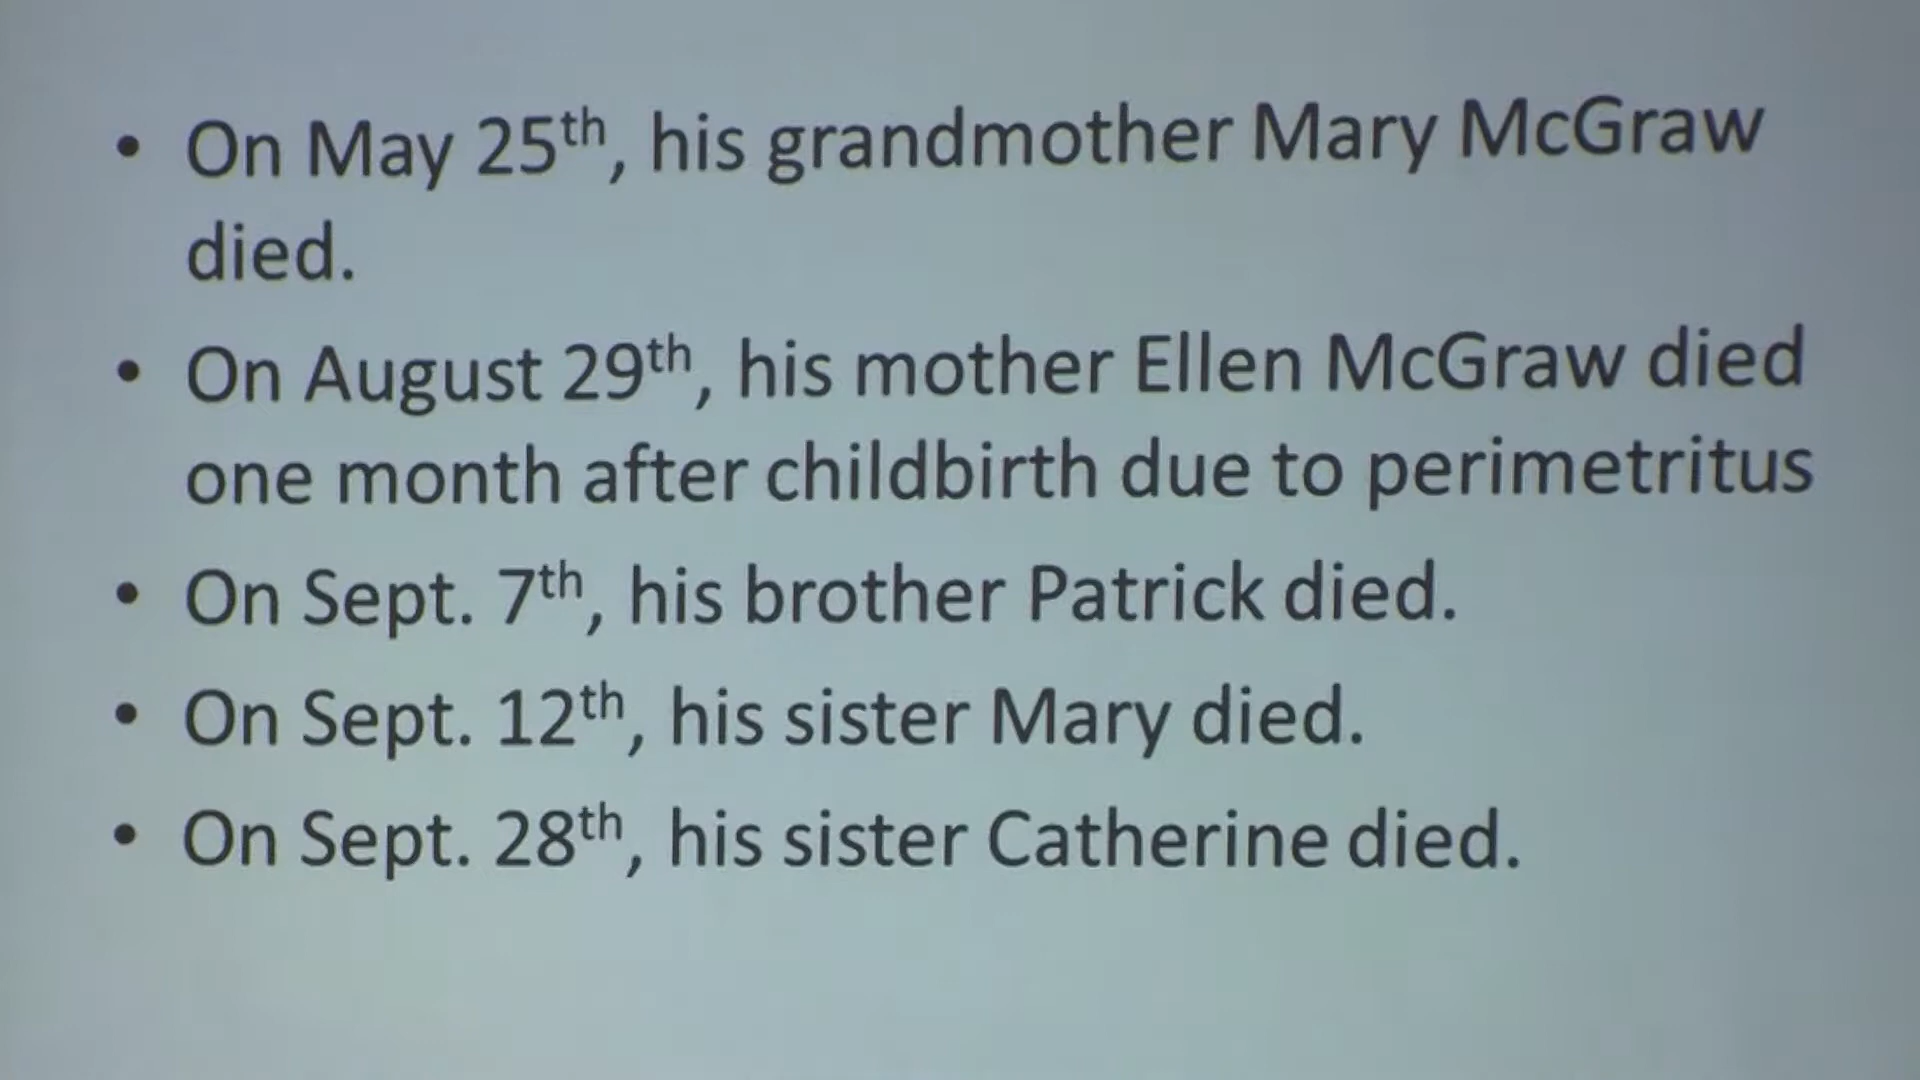 • On May 25th, his grandmother Mary McGraw
died.
• On August 29th, his mother Ellen McGraw died
one month after childbirth due to perimetritus
• On Sept. 7th, his brother Patrick died.
• On Sept. 12th, his sister Mary died.
• On Sept. 28th, his sister Catherine died.